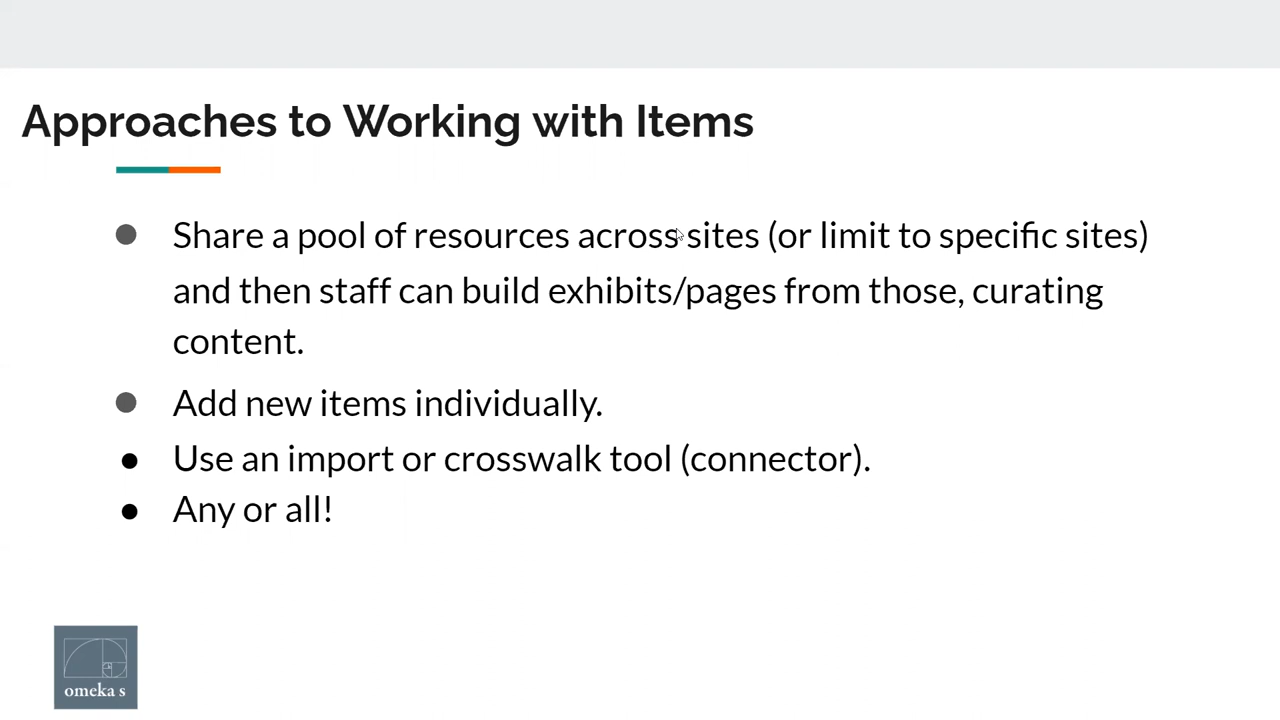 Approaches to Working with Items
● Share a pool of resources across sites (or limit to specific sites)
and then staff can build exhibits/pages from those, curating
content.
● Add new items individually.
● Use an import or crosswalk tool (connector).
● Any or all!
omeka s